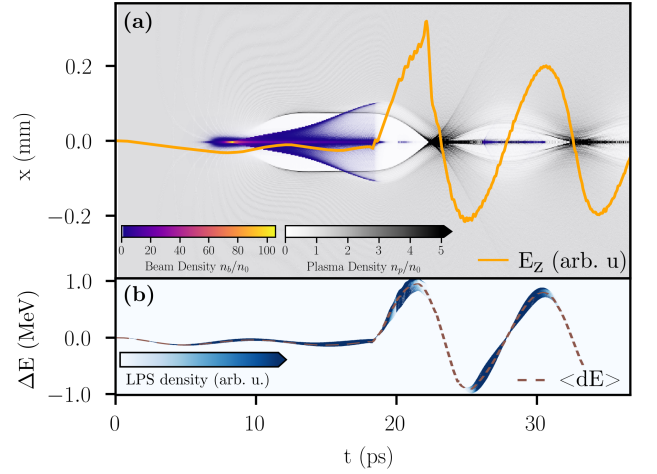 (a)
0.2
0.0
−0.2
x (mm)
0 20 40 60 80 100
Beam Density n_b/n_0
0 1 2 3 4 5
Plasma Density n_p/n_0
E_z (arb. u)
(b)
1.0
0.0
−1.0
ΔE (MeV)
LPS density (arb. u.)
<dE>
0 10 20 30
t (ps)